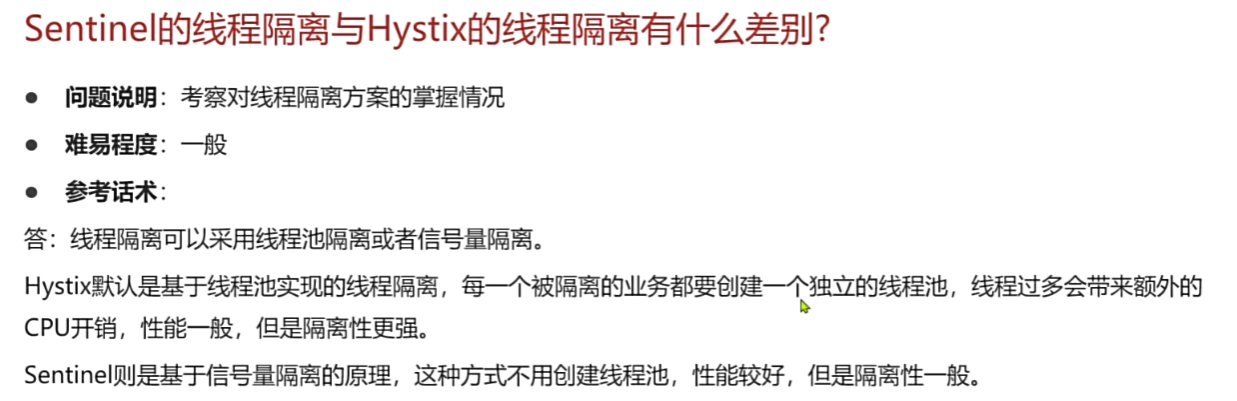 Sentinel的线程隔离与Hystix的线程隔离有什么差别?
● 问题说明：考察对线程隔离方案的掌握情况
● 难易程度：一般
● 参考话术：
答：线程隔离可以采用线程池隔离或者信号量隔离。
Hystix默认是基于线程池实现的线程隔离，每一个被隔离的业务都要创建一个独立的线程池，线程过多会带来额外的
CPU开销，性能一般，但是隔离性更强。
Sentinel则是基于信号量隔离的原理，这种方式不用创建线程池，性能较好，但是隔离性一般。